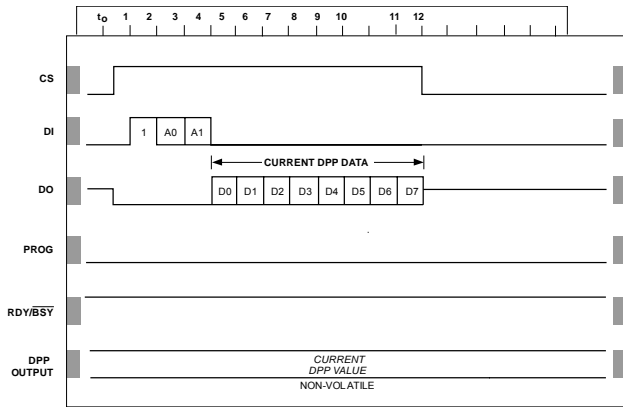 to 1 2 3 4 5 6 7 8 9 10 11 12
CS
DI 1 A0 A1
CURRENT DPP DATA
DO D0 D1 D2 D3 D4 D5 D6 D7
PROG
RDY/BSY
DPP OUTPUT
CURRENT DPP VALUE
NON-VOLATILE